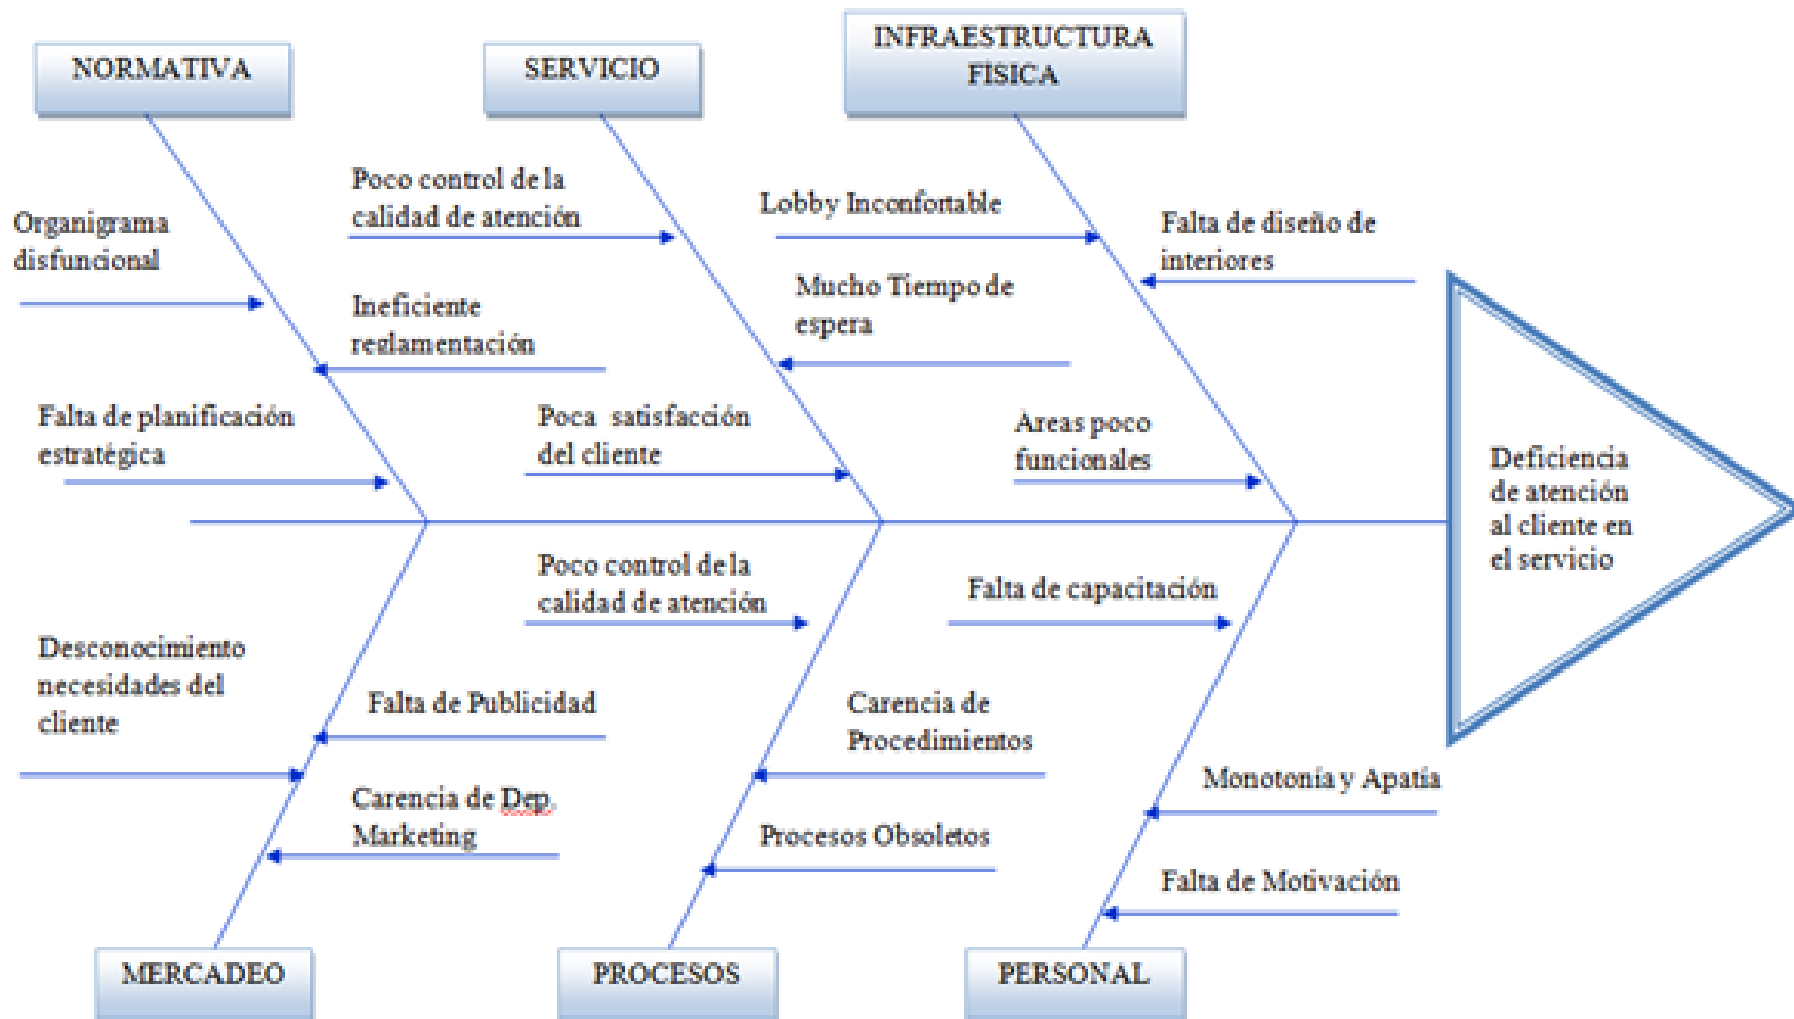 NORMATIVA
SERVICIO
INFRAESTRUCTURA
FÍSICA
Poco control de la
calidad de atención
Lobby Inconfortable
Organigrama
disfuncional
Falta de diseño de
interiores
Ineficiente
reglamentación
Mucho Tiempo de
espera
Falta de planificación
estratégica
Poca satisfacción
del cliente
Areas poco
funcionales
Deficiencia
de atención
al cliente en
el servicio
Poco control de la
calidad de atención
Falta de capacitación
Desconocimiento
necesidades del
cliente
Falta de Publicidad
Carencia de
Procedimientos
Carencia de Dep.
Marketing
Procesos Obsoletos
Monotonía y Apatía
Falta de Motivación
MERCADEO
PROCESOS
PERSONAL